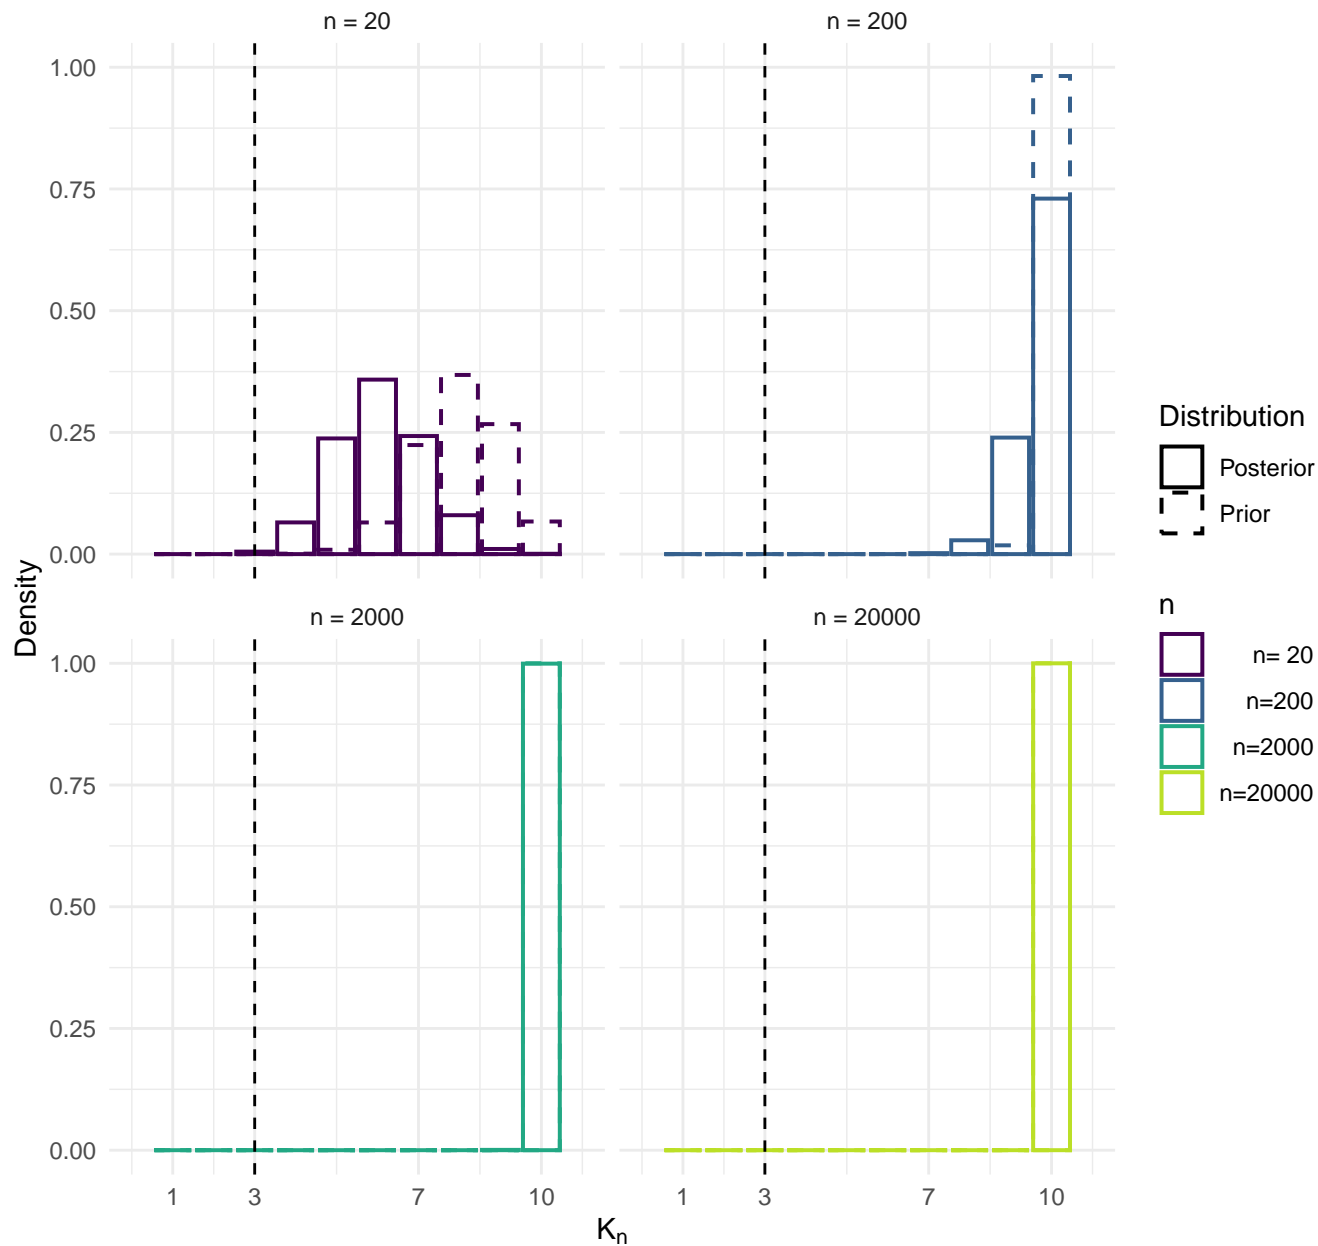 n = 20
n = 200
1.00
0.75
0.50
0.25
0.00
n = 2000
n = 20000
1.00
0.75
0.50
0.25
0.00
1 3 7 10
1 3 7 10
Density
Kn
Distribution
Posterior
Prior
n
n= 20
n=200
n=2000
n=20000